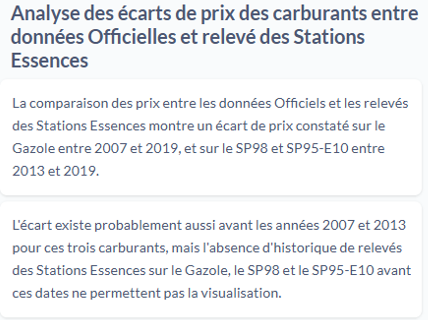 Analyse des écarts de prix des carburants entre
données Officielles et relevé des Stations
Essences
La comparaison des prix entre les données Officiels et les relevés
des Stations Essences montre un écart de prix constaté sur le
Gazole entre 2007 et 2019, et sur le SP98 et SP95-E10 entre
2013 et 2019.
L'écart existe probablement aussi avant les années 2007 et 2013
pour ces trois carburants, mais l'absence d'historique de relevés
des Stations Essences sur le Gazole, le SP98 et le SP95-E10 avant
ces dates ne permettent pas la visualisation.